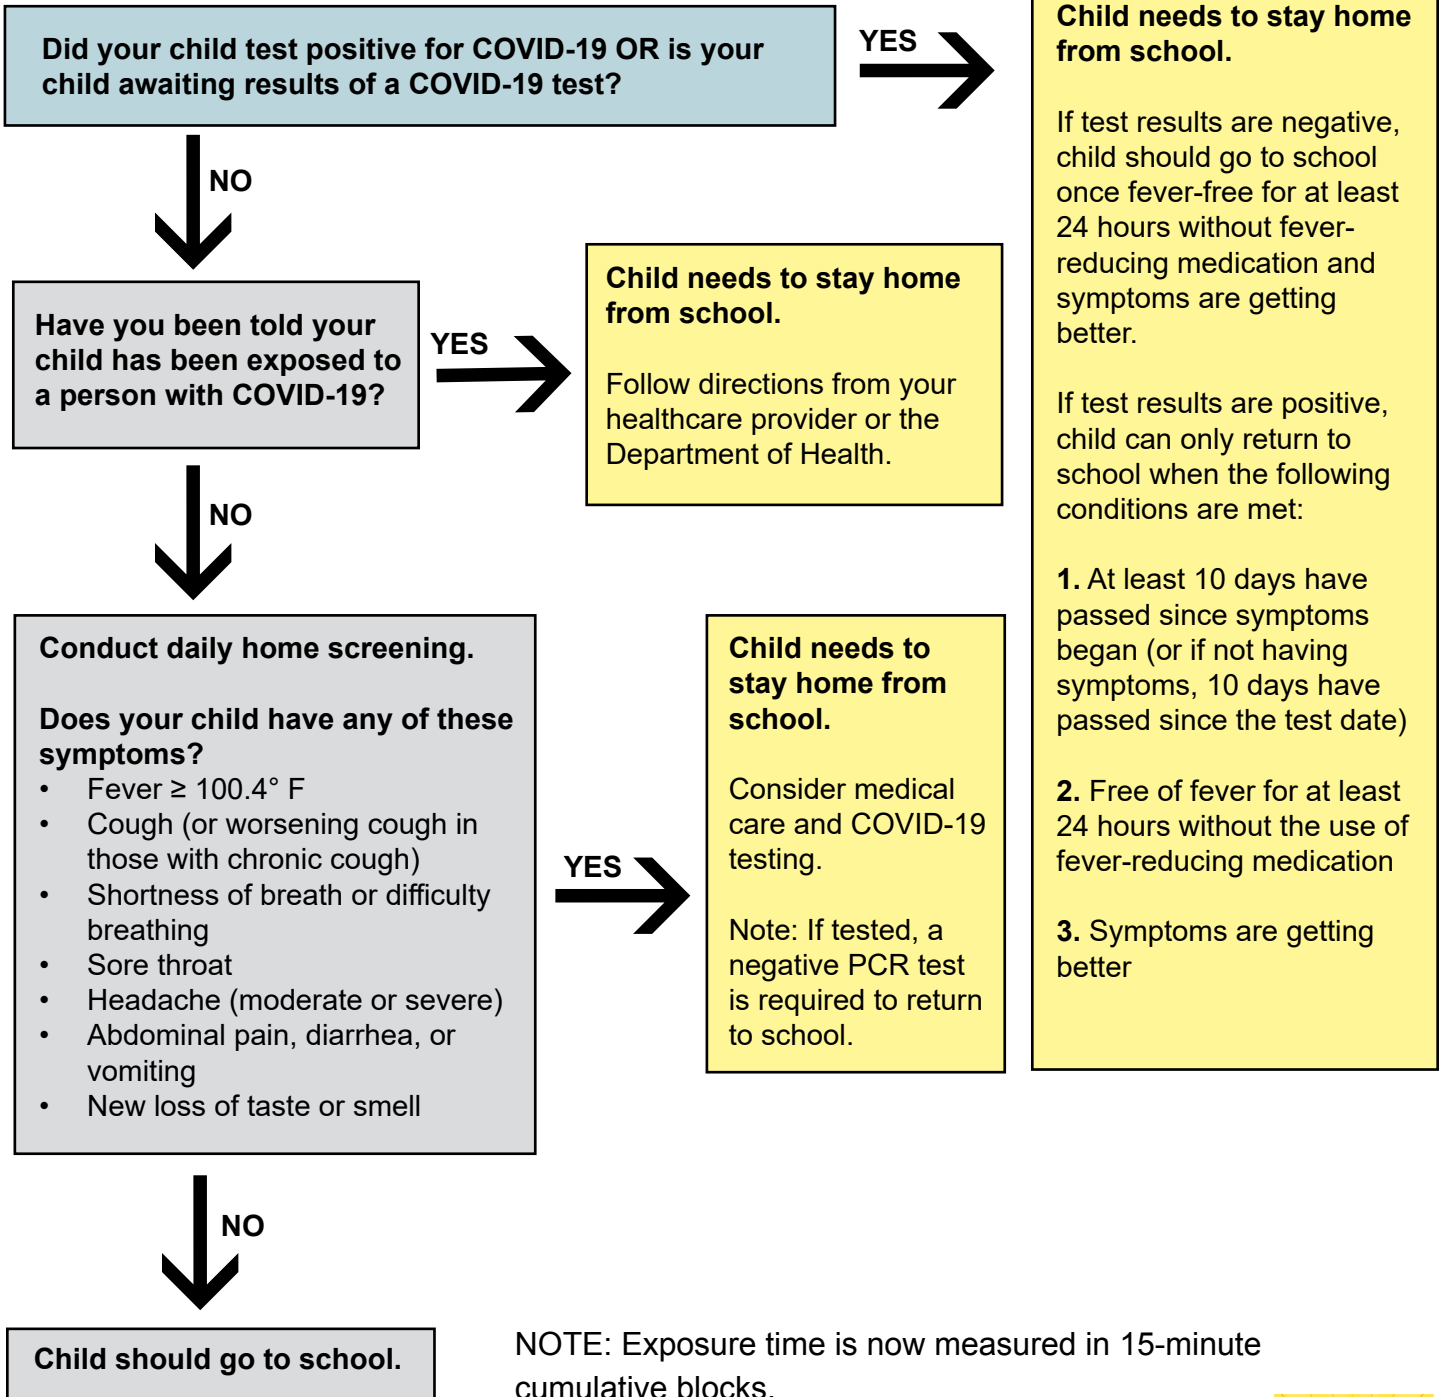 Did your child test positive for COVID-19 OR is your
child awaiting results of a COVID-19 test?
YES
Child needs to stay home
from school.
If test results are negative,
child should go to school
once fever-free for at least
24 hours without fever-
reducing medication and
symptoms are getting
better.
If test results are positive,
child can only return to
school when the following
conditions are met:
1. At least 10 days have
passed since symptoms
began (or if not having
symptoms, 10 days have
passed since the test date)
2. Free of fever for at least
24 hours without the use of
fever-reducing medication
3. Symptoms are getting
better
NO
Have you been told your
child has been exposed to
a person with COVID-19?
YES
Child needs to stay home
from school.
Follow directions from your
healthcare provider or the
Department of Health.
NO
Conduct daily home screening.
Does your child have any of these
symptoms?
• Fever ≥ 100.4° F
• Cough (or worsening cough in
those with chronic cough)
• Shortness of breath or difficulty
breathing
• Sore throat
• Headache (moderate or severe)
• Abdominal pain, diarrhea, or
vomiting
• New loss of taste or smell
YES
Child needs to
stay home from
school.
Consider medical
care and COVID-19
testing.
Note: If tested, a
negative PCR test
is required to return
to school.
NO
Child should go to school.
NOTE: Exposure time is now measured in 15-minute
cumulative blocks.